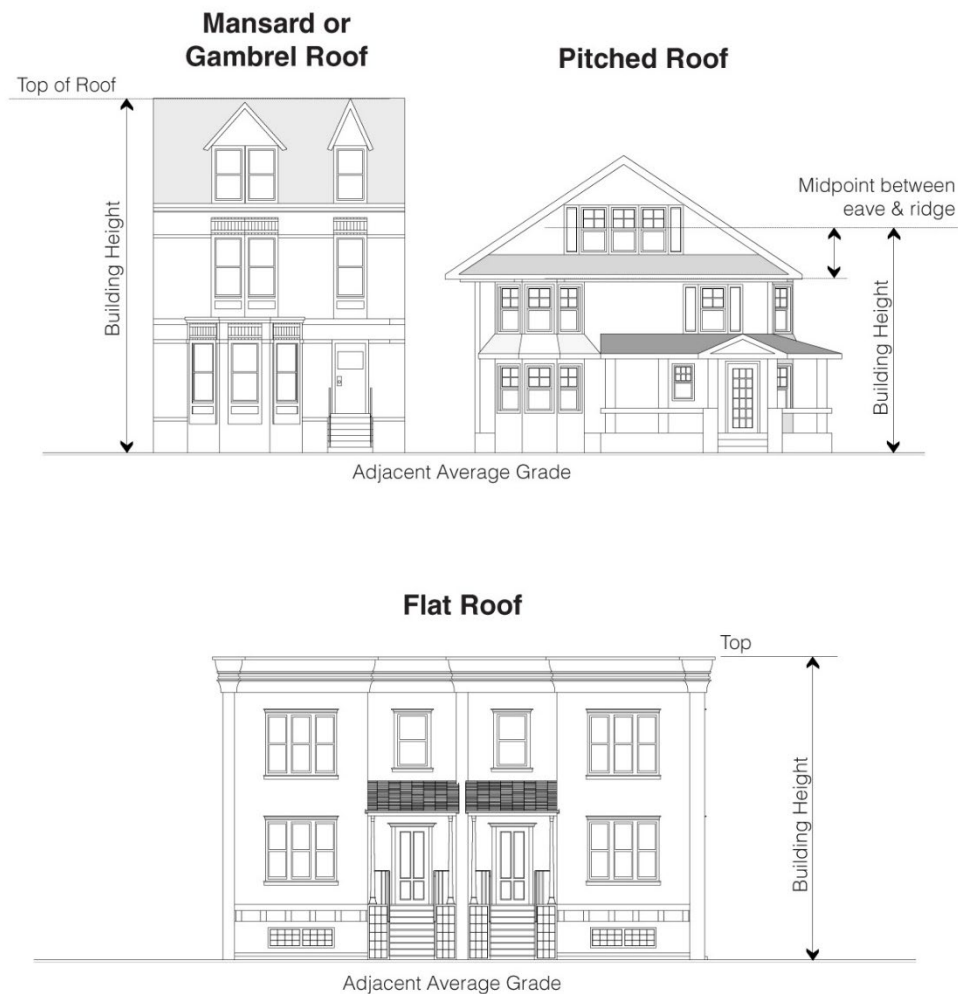 Mansard or
Gambrel Roof
Pitched Roof
Top of Roof
Building Height
Midpoint between
eave & ridge
Building Height
Adjacent Average Grade
Flat Roof
Top
Building Height
Adjacent Average Grade